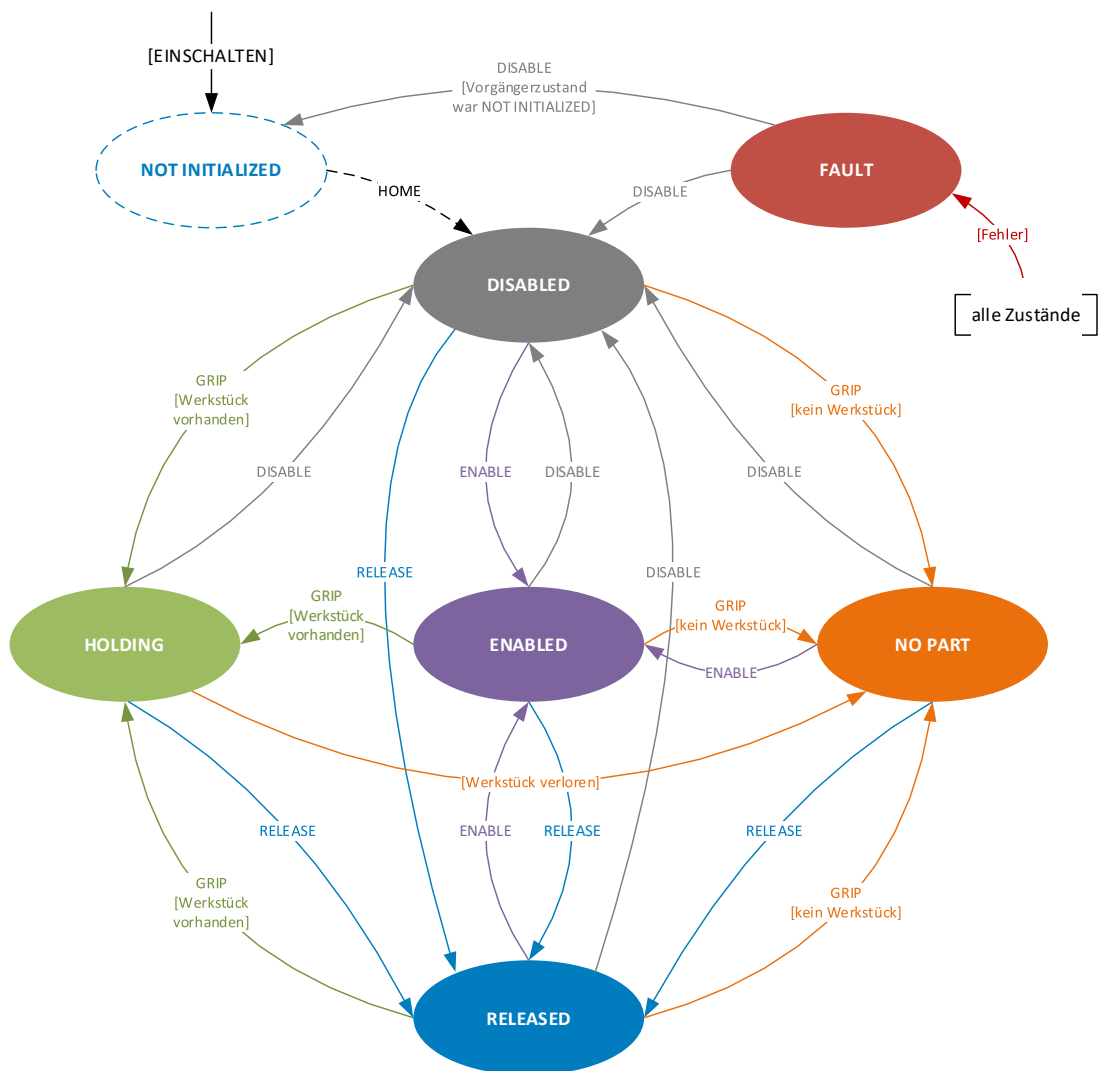 [EINSCHALTEN]
DISABLE
[Vorgängerzustand
war NOT INITIALIZED]
NOT INITIALIZED
FAULT
HOME
DISABLE
[Fehler]
DISABLED
alle Zustände
GRIP
[Werkstück
vorhanden]
GRIP
[kein Werkstück]
DISABLE
ENABLE
DISABLE
DISABLE
RELEASE
DISABLE
GRIP
[Werkstück
vorhanden]
GRIP
[kein Werkstück]
HOLDING
ENABLED
NO PART
ENABLE
[Werkstück verloren]
RELEASE
ENABLE
RELEASE
RELEASE
GRIP
[Werkstück
vorhanden]
GRIP
[kein Werkstück]
RELEASED